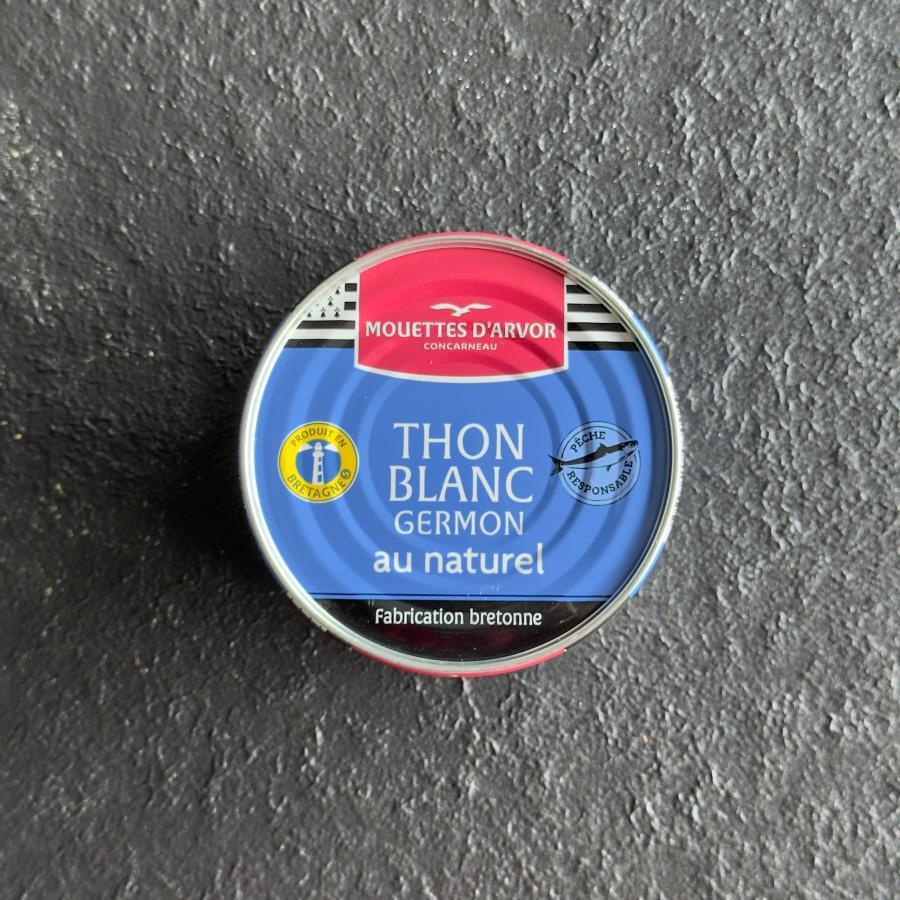 MOUETTES D'ARVOR
CONCARNEAU
PRODUIT EN
BRETAGNE
THON
BLANC
GERMON
au naturel
PÊCHE
RESPONSABLE
Fabrication bretonne